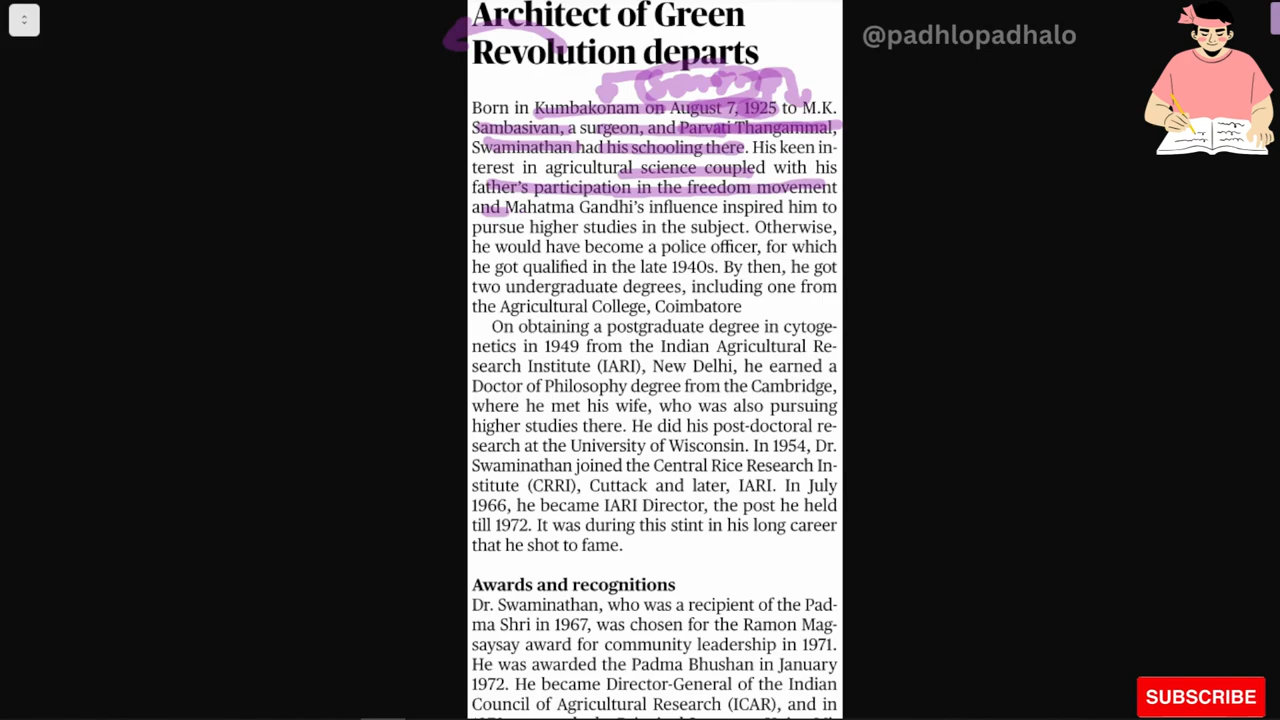 Architect of Green
Revolution departs
@padhlopadhalo
Born in Kumbakonam on August 7, 1925 to M.K.
Sambasivan, a surgeon, and Parvati Thangammal,
Swaminathan had his schooling there. His keen in-
terest in agricultural science coupled with his
father's participation in the freedom movement
and Mahatma Gandhi's influence inspired him to
pursue higher studies in the subject. Otherwise,
he would have become a police officer, for which
he got qualified in the late 1940s. By then, he got
two undergraduate degrees, including one from
the Agricultural College, Coimbatore
On obtaining a postgraduate degree in cytoge-
netics in 1949 from the Indian Agricultural Re-
search Institute (IARI), New Delhi, he earned a
Doctor of Philosophy degree from the Cambridge,
where he met his wife, who was also pursuing
higher studies there. He did his post-doctoral re-
search at the University of Wisconsin. In 1954, Dr.
Swaminathan joined the Central Rice Research In-
stitute (CRRI), Cuttack and later, IARI. In July
1966, he became IARI Director, the post he held
till 1972. It was during this stint in his long career
that he shot to fame.
Awards and recognitions
Dr. Swaminathan, who was a recipient of the Pad-
ma Shri in 1967, was chosen for the Ramon Mag-
saysay award for community leadership in 1971.
He was awarded the Padma Bhushan in January
1972. He became Director-General of the Indian
Council of Agricultural Research (ICAR), and in
SUBSCRIBE